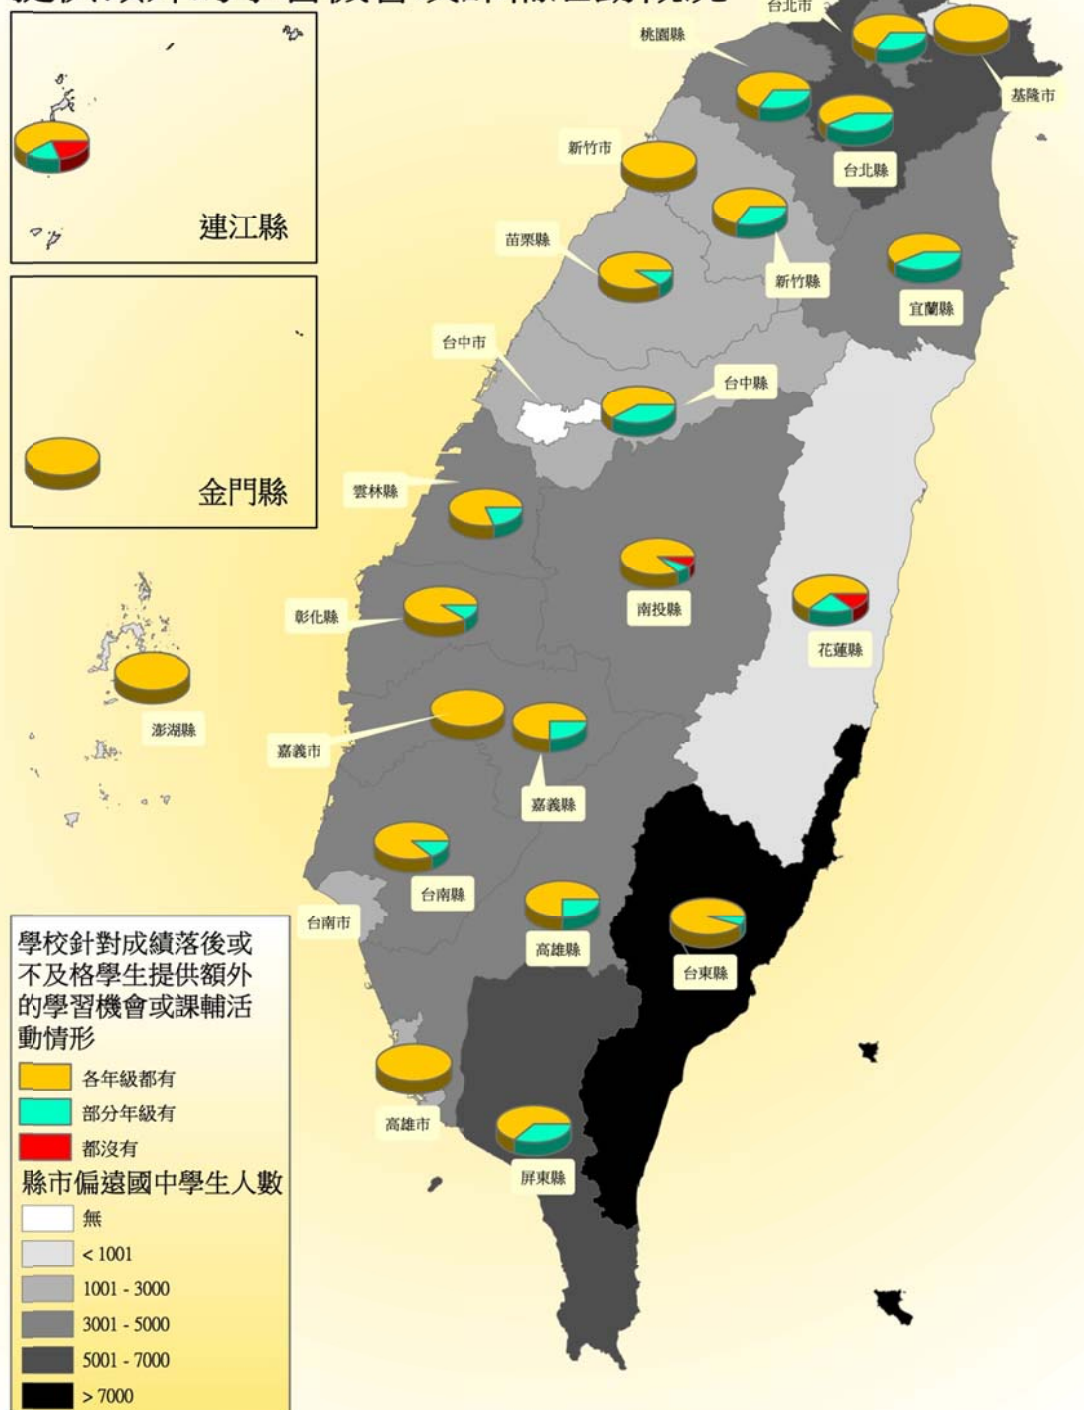 台北市
桃園縣
基隆市
新竹市
台北縣
連江縣
苗栗縣
新竹縣
宜蘭縣
台中市
台中縣
金門縣
雲林縣
南投縣
彰化縣
花蓮縣
澎湖縣
嘉義市
嘉義縣
台南縣
台南市
高雄縣
台東縣
高雄市
屏東縣
學校針對成績落後或
不及格學生提供額外
的學習機會或課輔活
動情形
各年級都有
部分年級有
都沒有
縣市偏遠國中學生人數
無
< 1001
1001 - 3000
3001 - 5000
5001 - 7000
> 7000